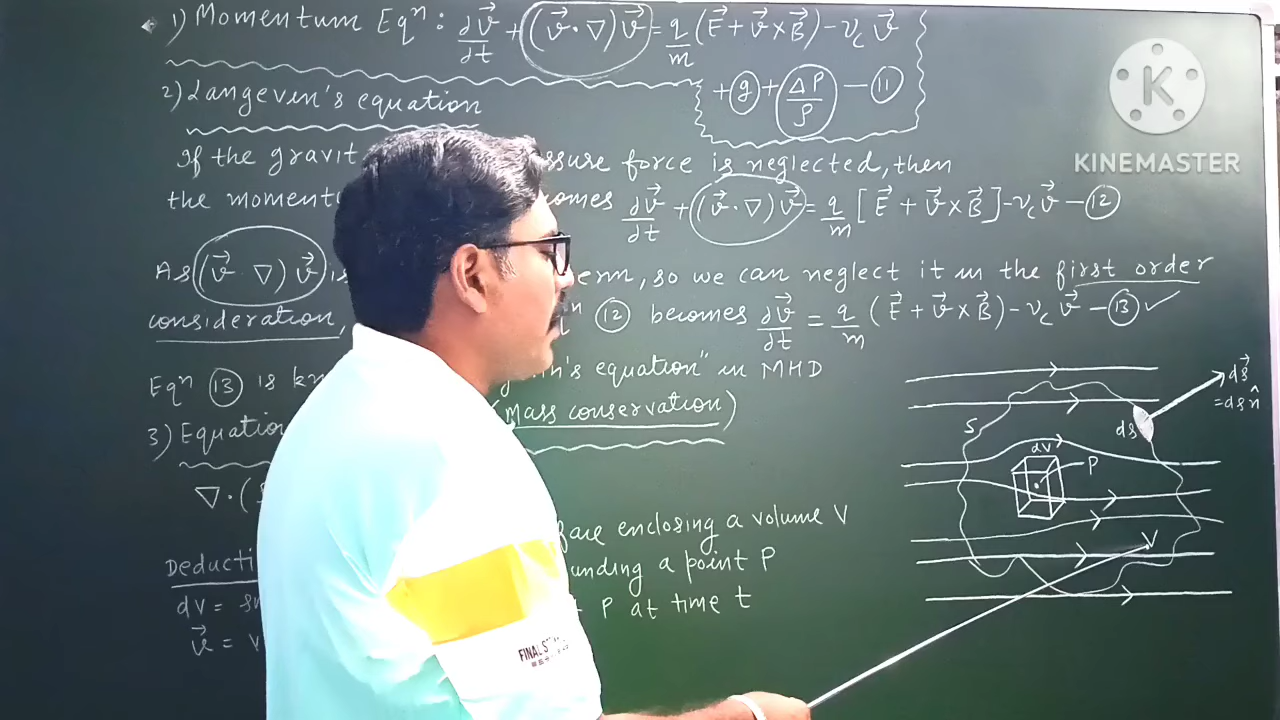 1) Momentum Eqⁿ: ∂v⃗/∂t + (v⃗·∇)v⃗ = q/m (E⃗ + v⃗×B⃗) - ν_c v⃗
+ g + ΔP/ρ — 11
2) Langevin's equation
If the gravit ssure force is neglected, then
the moment comes ∂v⃗/∂t + (v⃗·∇)v⃗ = q/m [E⃗ + v⃗×B⃗] - ν_c v⃗ — 12
As (v⃗·∇)v⃗ is erm, so we can neglect it in the first order
consideration, 12 becomes ∂v⃗/∂t = q/m (E⃗ + v⃗×B⃗) - ν_c v⃗ — 13 ✓
Eqⁿ 13 is kn n's equation" in MHD
3) Equation (Mass conservation)
∇·(
face enclosing a volume V
Deducti unding a point P
dv = P at time t
v⃗ =
ds⃗
= ds n̂
S
ds
dv
P
V
K
KINEMASTER
FINAL